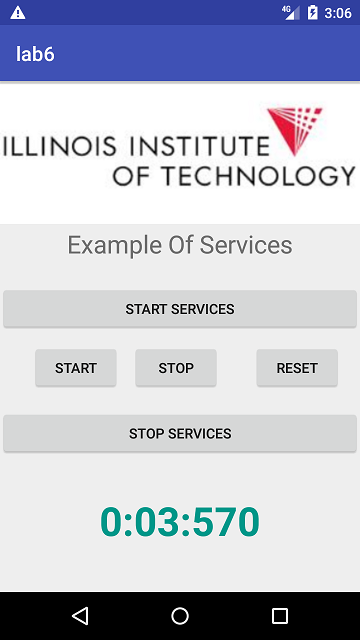 4G 3:06
lab6
ILLINOIS INSTITUTE
OF TECHNOLOGY
Example Of Services
START SERVICES
START STOP RESET
STOP SERVICES
0:03:570